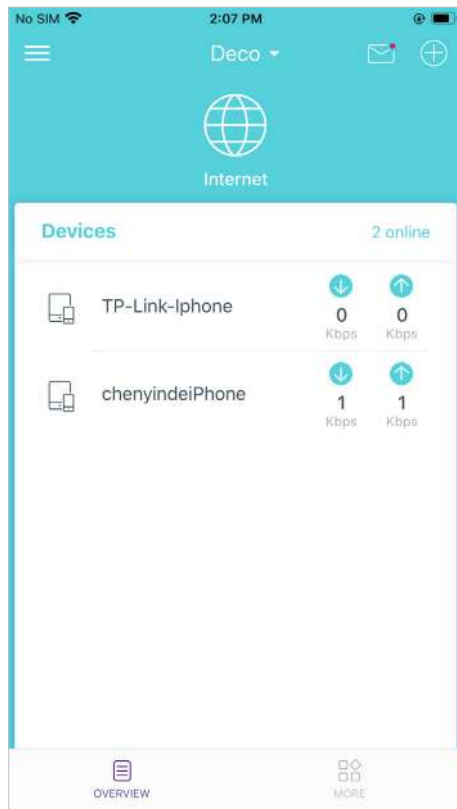 No SIM 2:07 PM
Deco
Internet
Devices 2 online
TP-Link-Iphone 0 Kbps 0 Kbps
chenyindeiPhone 1 Kbps 1 Kbps
OVERVIEW MORE